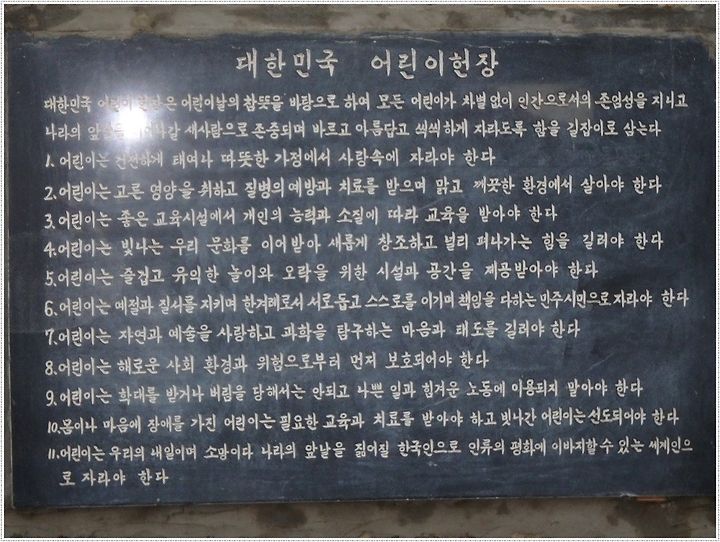 대한민국 어린이헌장
대한민국 어린이 헌장은 어린이날의 참뜻을 바탕으로 하여 모든 어린이가 차별 없이 인간으로서의 존엄성을 지니고
나라의 앞날을 새사람으로 존중되며 바르고 아름답고 씩씩하게 자라도록 함을 길잡이로 삼는다
1. 어린이는 건전하게 태여나 따뜻한 가정에서 사랑속에 자라야 한다
2. 어린이는 고른 영양을 취하고 질병의 예방과 치료를 받으며 맑고 깨끗한 환경에서 살아야 한다
3. 어린이는 좋은 교육시설에서 개인의 능력과 소질에 따라 교육을 받아야 한다
4. 어린이는 빛나는 우리 문화를 이어받아 새롭게 창조하고 널리 펴나가는 힘을 길러야 한다
5. 어린이는 즐겁고 유익한 놀이와 오락을 위한 시설과 공간을 제공받아야 한다
6. 어린이는 예절과 질서를 지키며 한겨레로서 서로 돕고 스스로를 이기며 책임을 다하는 민주시민으로 자라야 한다
7. 어린이는 자연과 예술을 사랑하고 과학을 탐구하는 마음과 태도를 길러야 한다
8. 어린이는 해로운 사회 환경과 위험으로부터 먼저 보호되어야 한다
9. 어린이는 학대를 받거나 버림을 당해서는 안되고 나쁜 일과 힘겨운 노동에 이용되지 말아야 한다
10. 몸이나 마음에 장애를 가진 어린이는 필요한 교육과 치료를 받아야 하고 빗나간 어린이는 선도되어야 한다
11. 어린이는 우리의 내일이며 소망이다 나라의 앞날을 짊어질 한국인으로 인류의 평화에 이바지할 수 있는 세계인으
로 자라야 한다